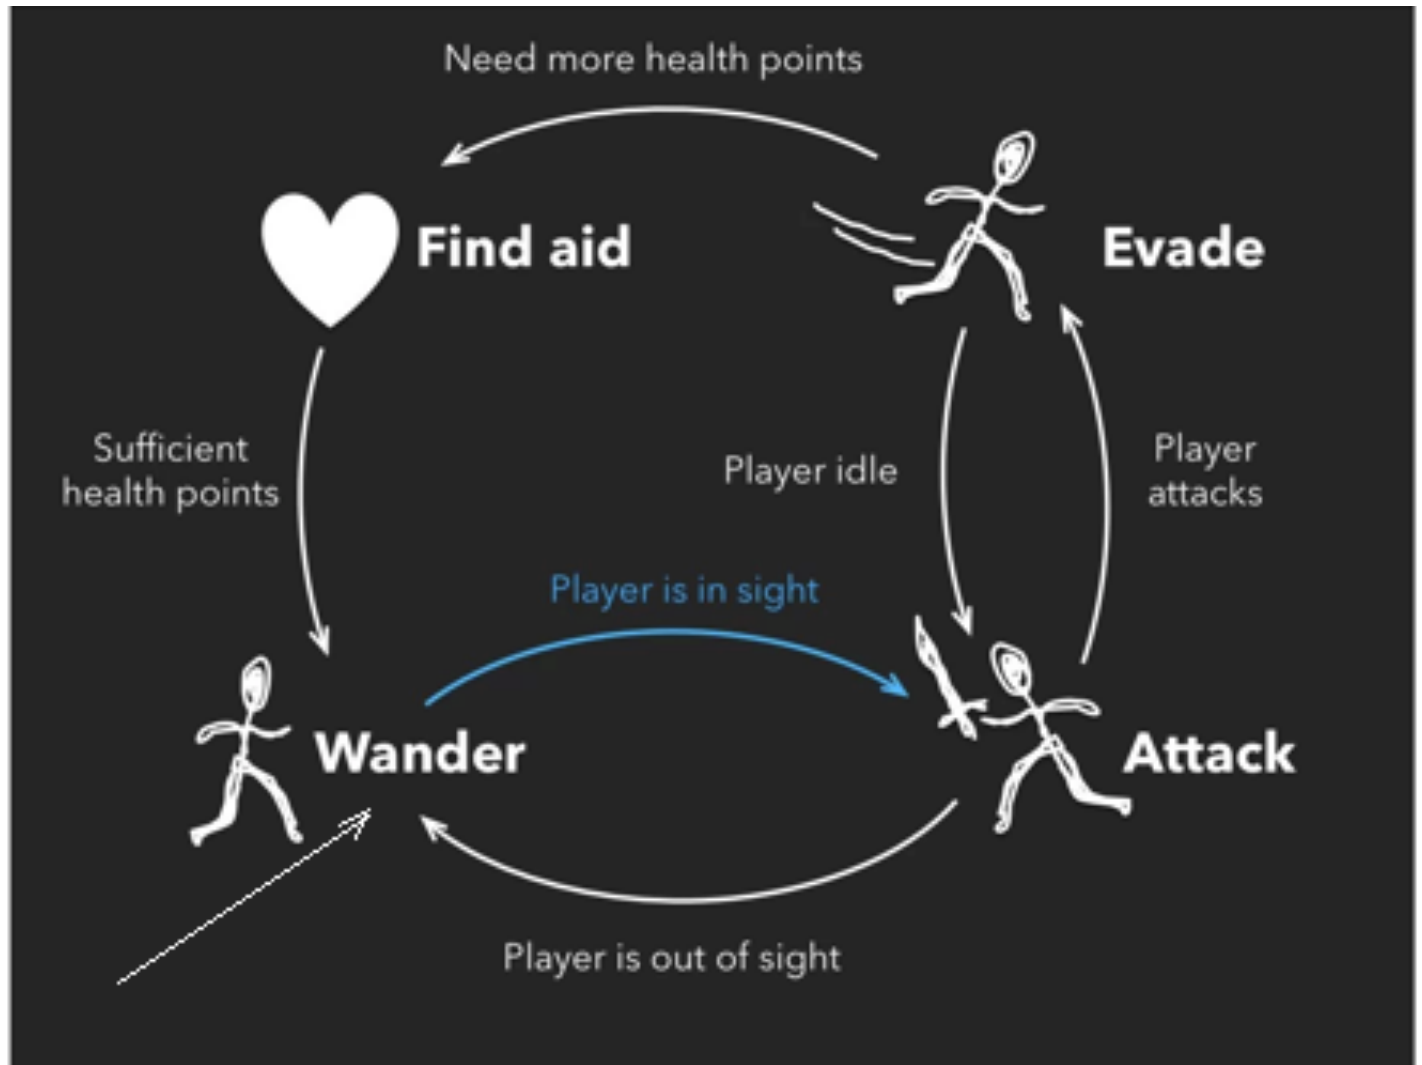 Need more health points
Find aid
Evade
Sufficient
health points
Player idle
Player
attacks
Player is in sight
Wander
Attack
Player is out of sight